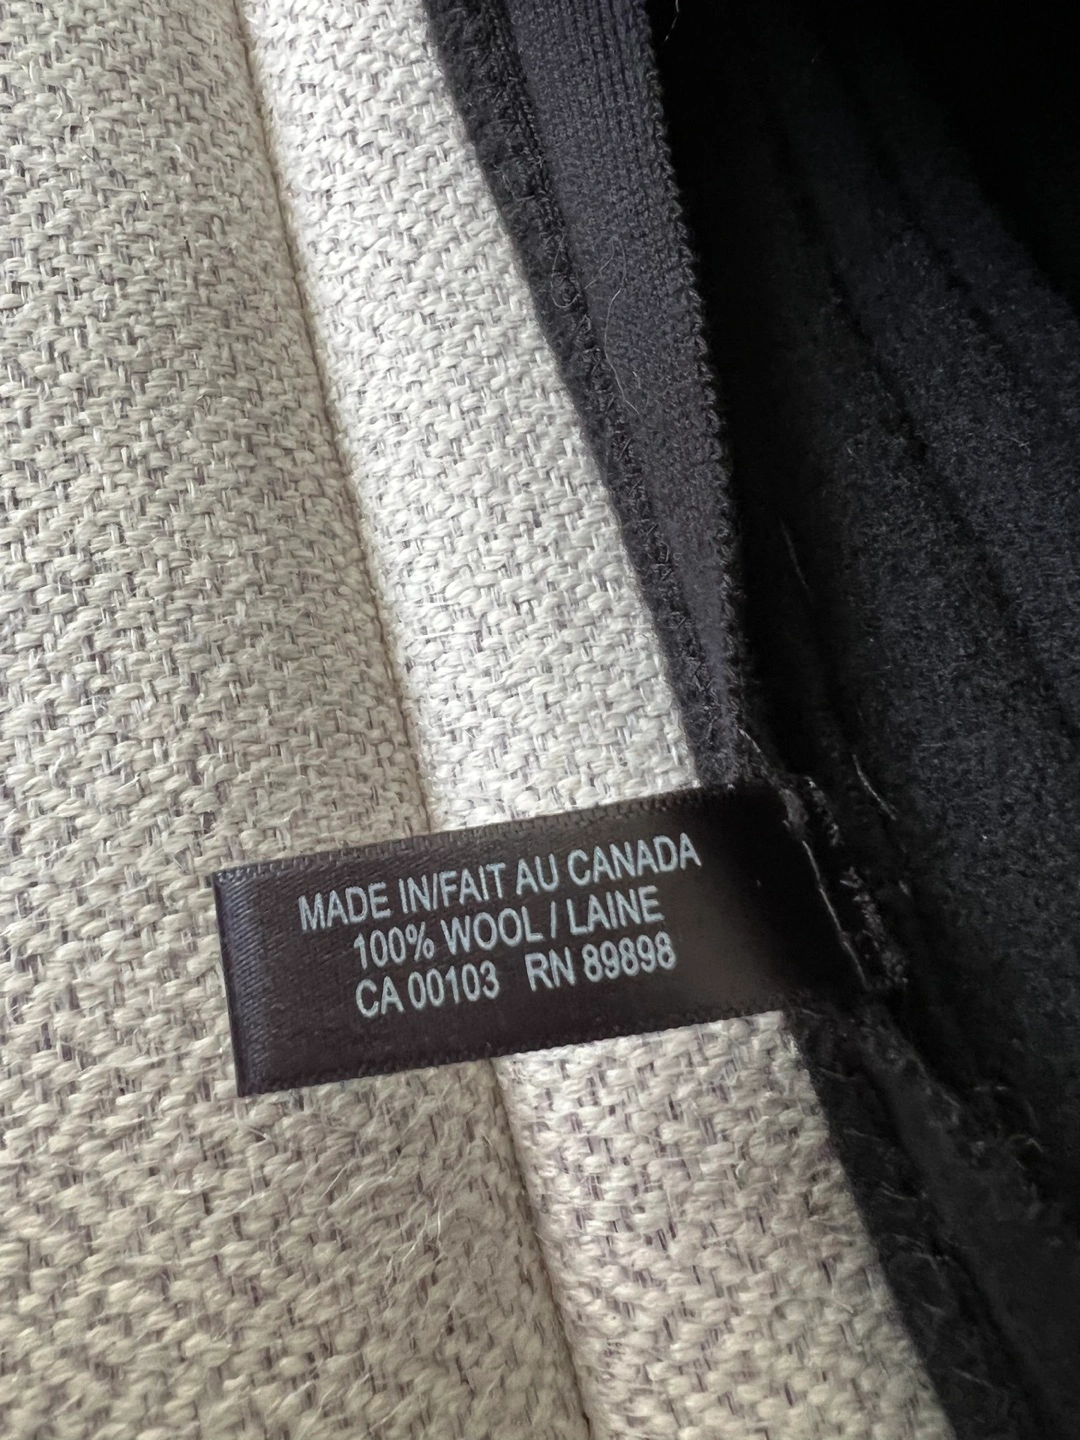 MADE IN/FAIT AU CANADA
100% WOOL / LAINE
CA 00103 RN 89898